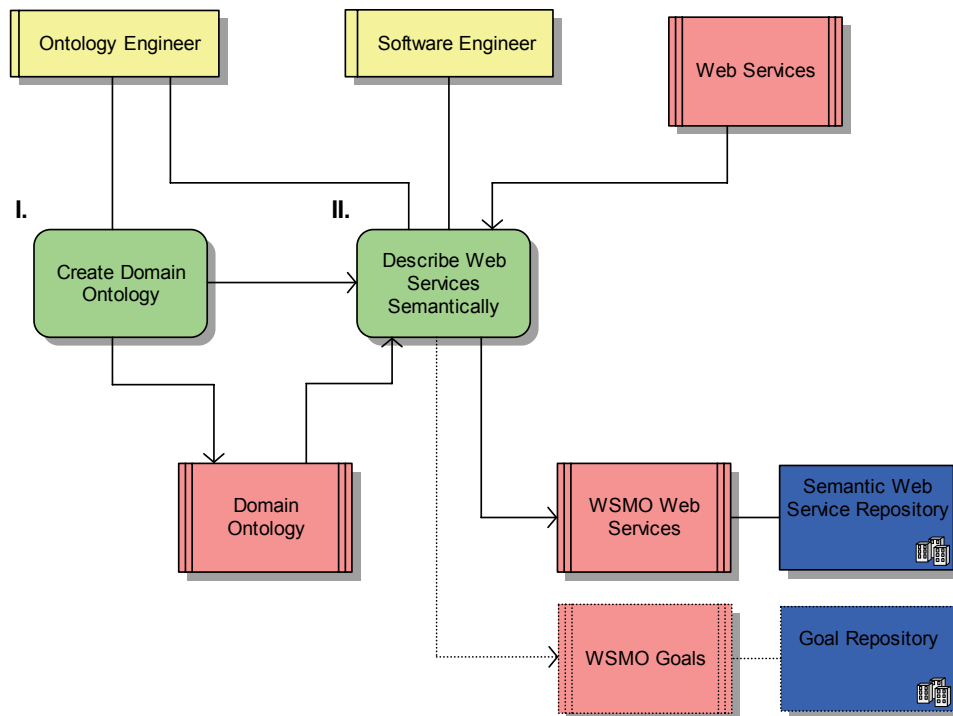 Ontology Engineer
Software Engineer
Web Services
I.
II.
Create Domain
Ontology
Describe Web
Services
Semantically
Domain
Ontology
WSMO Web
Services
Semantic Web
Service Repository
WSMO Goals
Goal Repository